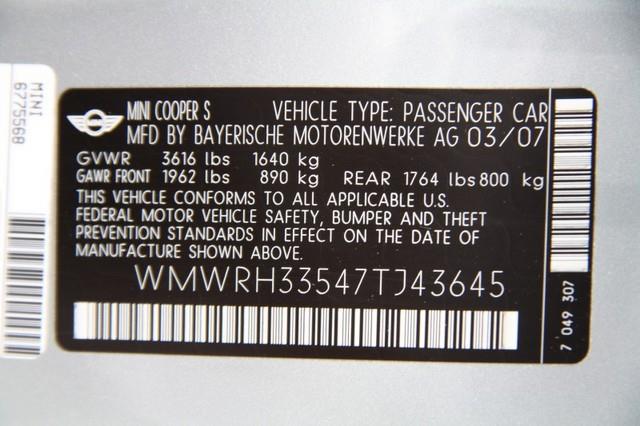 MINI
6775568
MINI COOPER S VEHICLE TYPE: PASSENGER CAR
MFD BY BAYERISCHE MOTORENWERKE AG 03/07
GVWR 3616 lbs 1640 kg
GAWR FRONT 1962 lbs 890 kg REAR 1764 lbs 800 kg
THIS VEHICLE CONFORMS TO ALL APPLICABLE U.S.
FEDERAL MOTOR VEHICLE SAFETY, BUMPER AND THEFT
PREVENTION STANDARDS IN EFFECT ON THE DATE OF
MANUFACTURE SHOWN ABOVE.
WMWRH33547TJ43645
7 049 307